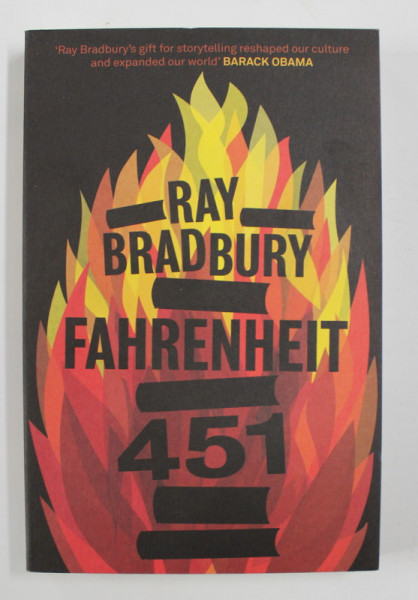 ‘Ray Bradbury’s gift for storytelling reshaped our culture
and expanded our world’ BARACK OBAMA
RAY
BRADBURY
FAHRENHEIT
451